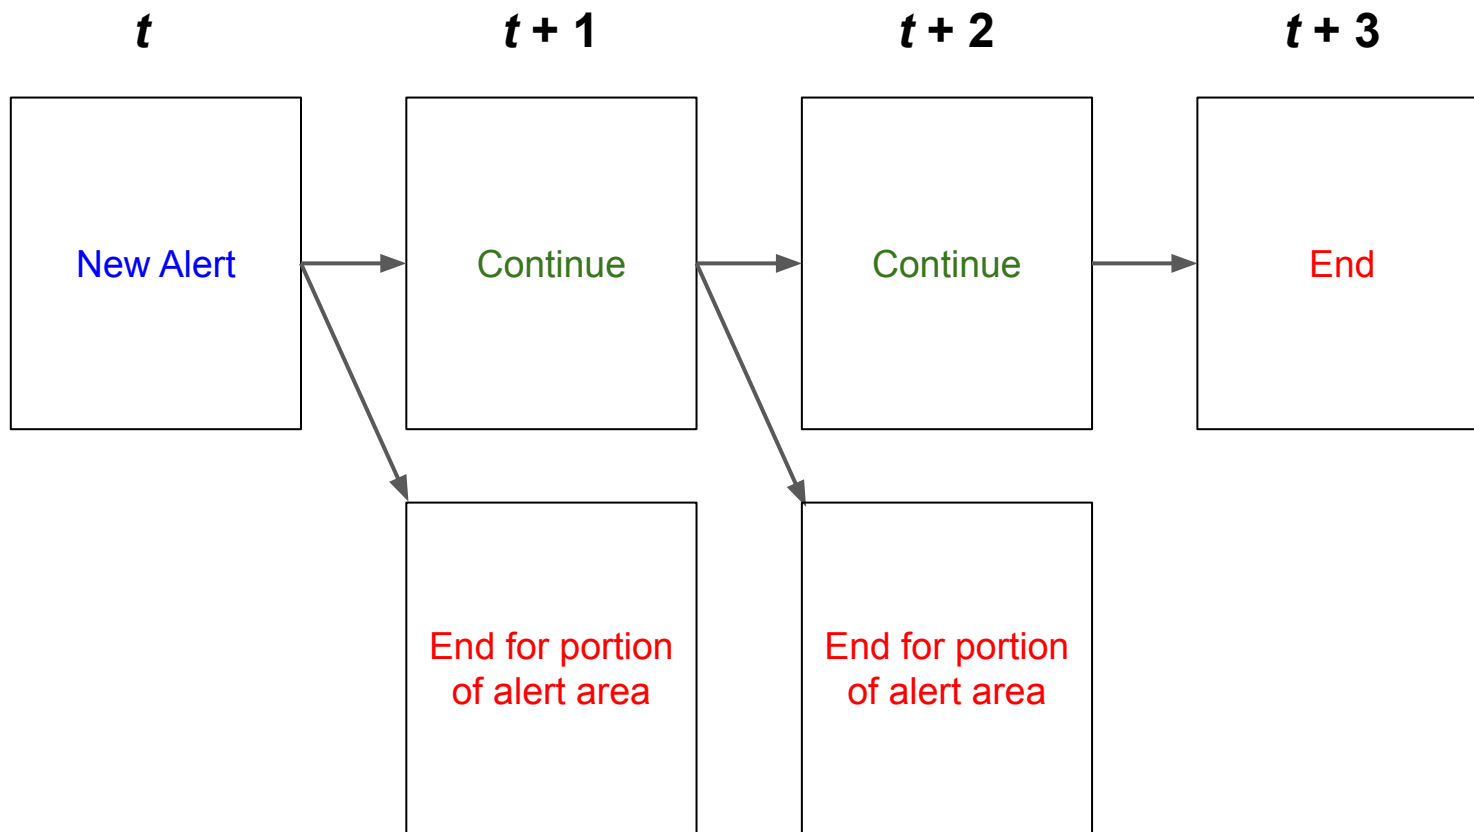 t
t + 1
t + 2
t + 3
New Alert
Continue
Continue
End
End for portion
of alert area
End for portion
of alert area